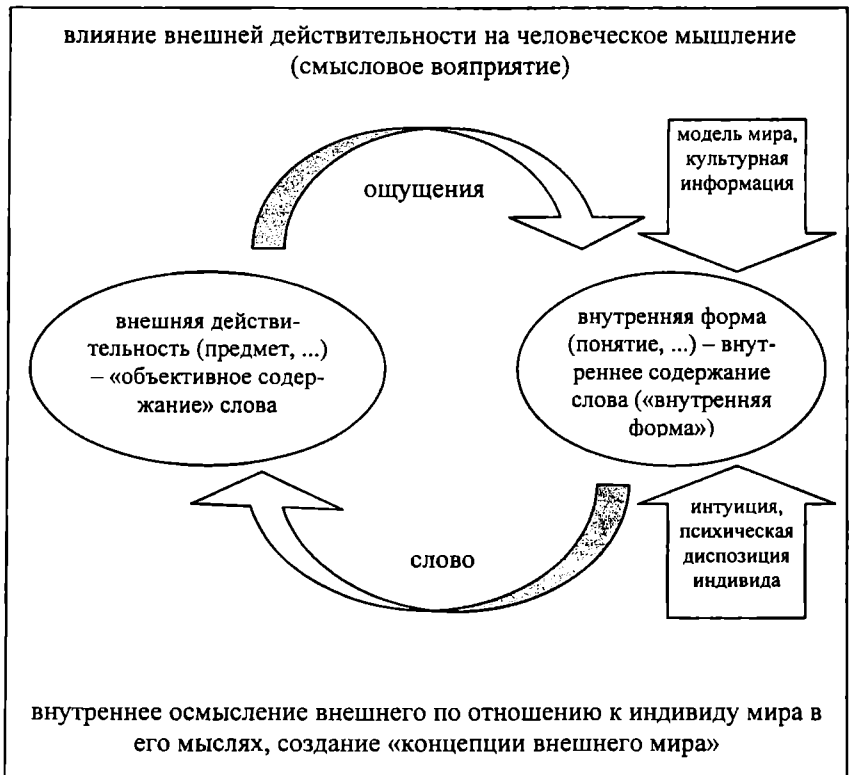 влияние внешней действительности на человеческое мышление
(смысловое вояприятие)
модель мира,
культурная
информация
ощущения
внешняя действи-
тельность (предмет, ...)
– «объективное содер-
жание» слова
внутренняя форма
(понятие, ...) – внут-
реннее содержание
слова («внутренняя
форма»)
слово
интуиция,
психическая
диспозиция
индивида
внутреннее осмысление внешнего по отношению к индивиду мира в
его мыслях, создание «концепции внешнего мира»